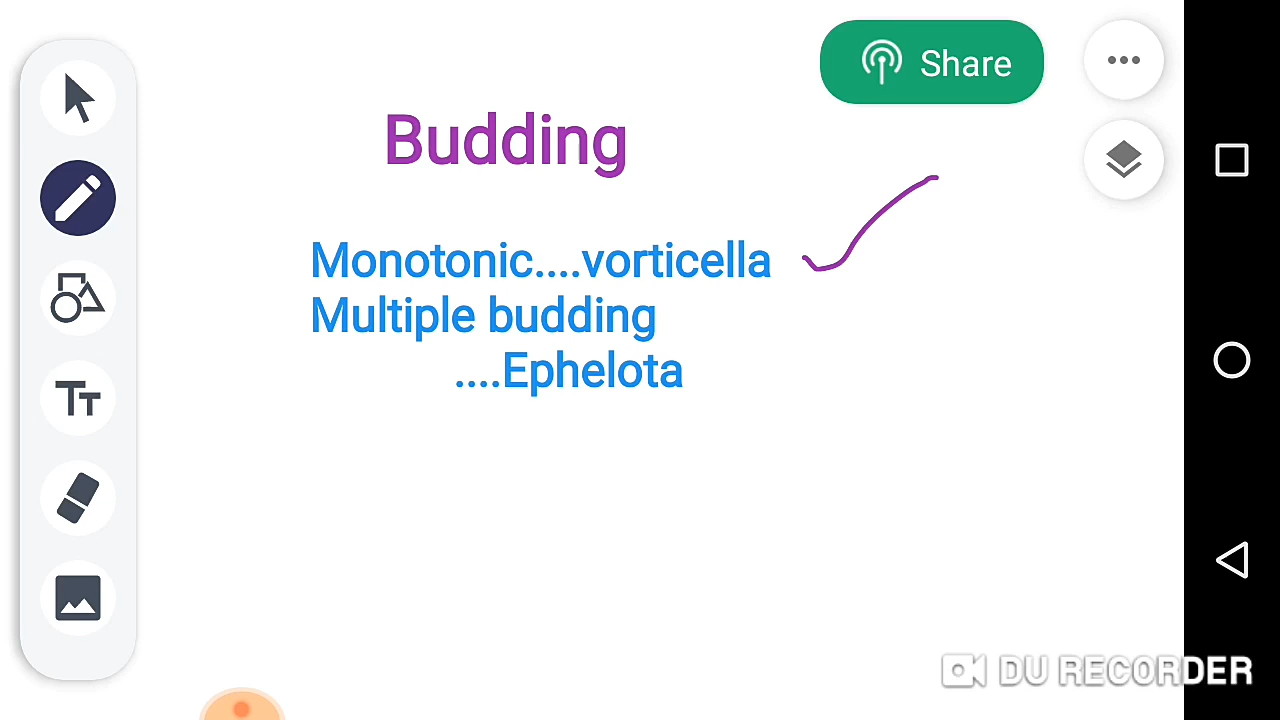 Share
Budding
Monotonic....vorticella
Multiple budding
....Ephelota
Tт
DU RECORDER